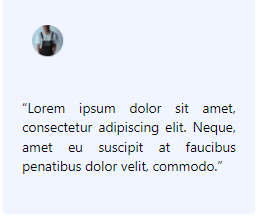 “Lorem ipsum dolor sit amet,
consectetur adipiscing elit. Neque,
amet eu suscipit at faucibus
penatibus dolor velit, commodo.”